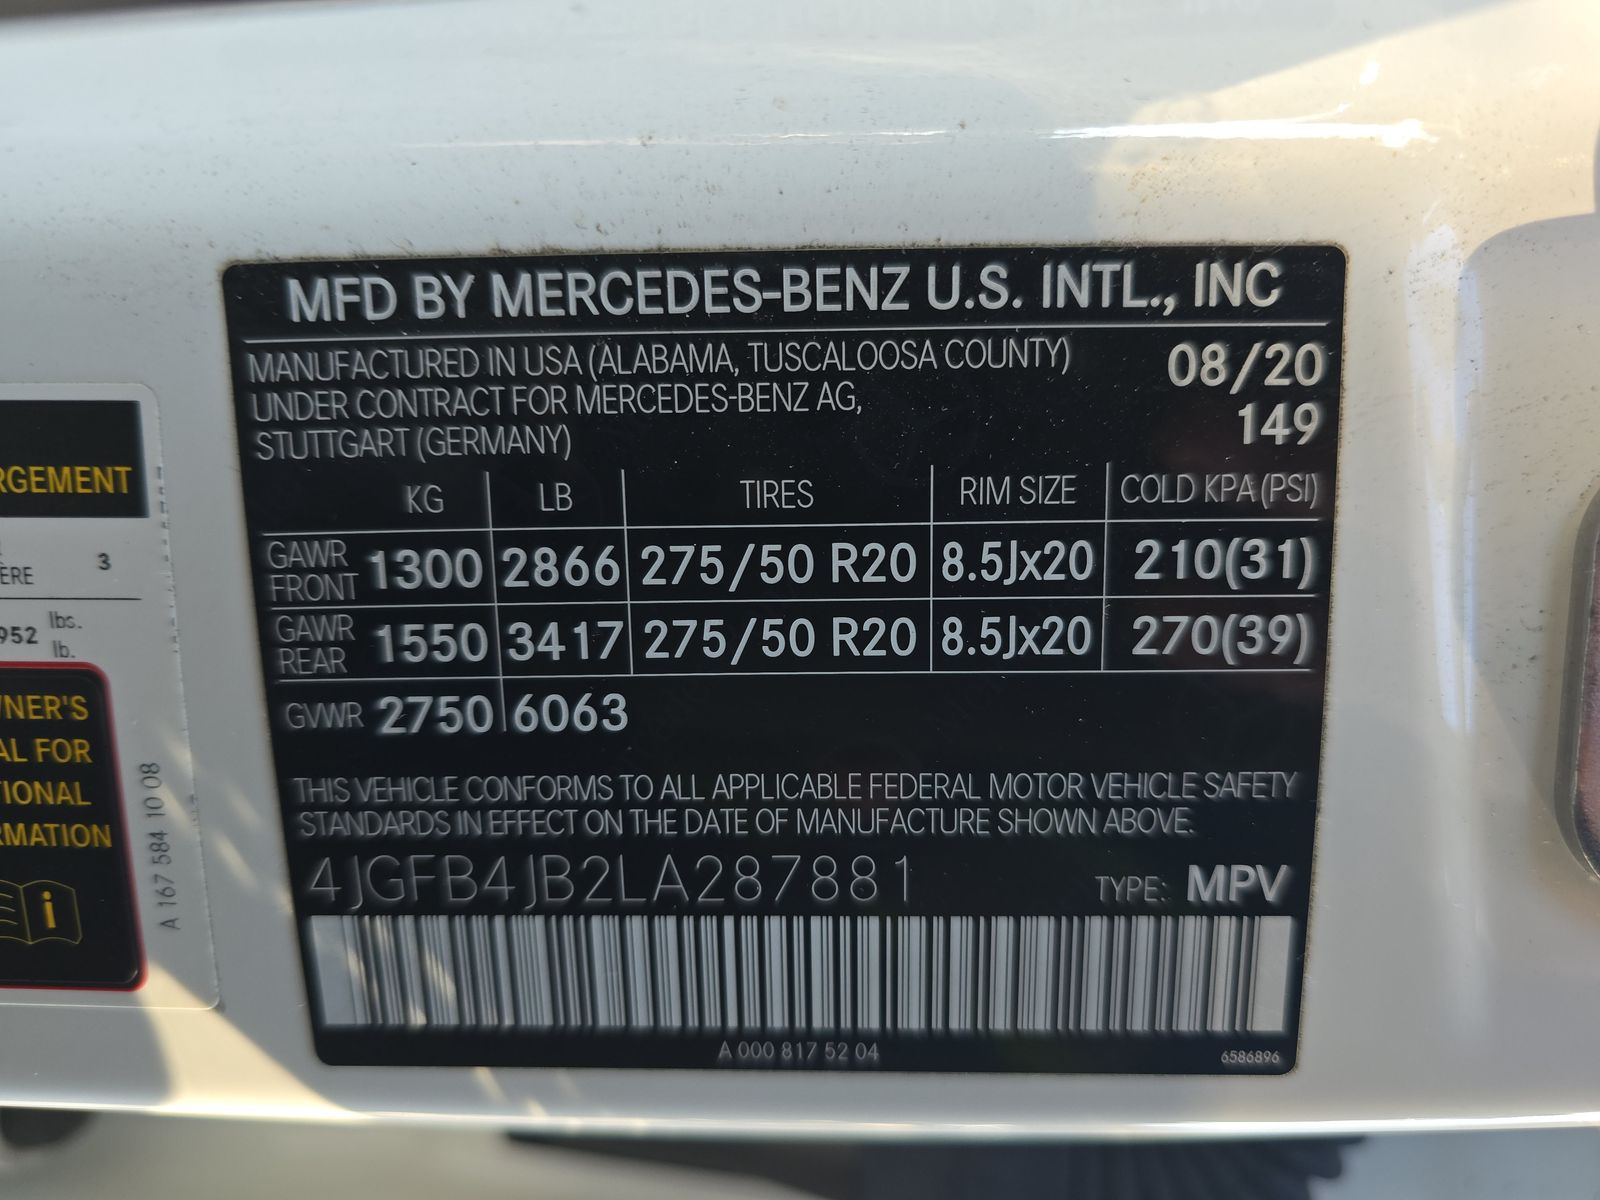 MFD BY MERCEDES-BENZ U.S. INTL., INC
MANUFACTURED IN USA (ALABAMA, TUSCALOOSA COUNTY) 08/20
UNDER CONTRACT FOR MERCEDES-BENZ AG, 149
STUTTGART (GERMANY)
KG LB TIRES RIM SIZE COLD KPA (PSI)
GAWR FRONT 1300 2866 275/50 R20 8.5Jx20 210(31)
GAWR REAR 1550 3417 275/50 R20 8.5Jx20 270(39)
GVWR 2750 6063
THIS VEHICLE CONFORMS TO ALL APPLICABLE FEDERAL MOTOR VEHICLE SAFETY
STANDARDS IN EFFECT ON THE DATE OF MANUFACTURE SHOWN ABOVE.
4JGFB4JB2LA287881 TYPE: MPV
A 000 817 52 04 6586896
RGEMENT
ÈRE 3
952 lbs.
lb.
NER'S
AL FOR
TIONAL
RMATION
i
A 167 584 10 08